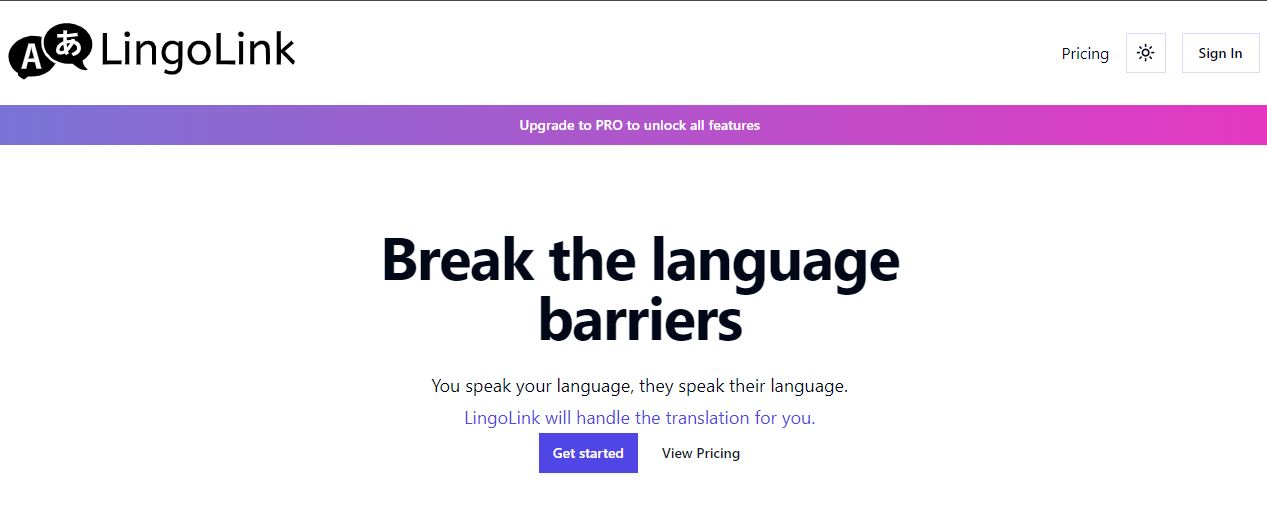 Aあ LingoLink
Pricing
Sign In
Upgrade to PRO to unlock all features
Break the language
barriers
You speak your language, they speak their language.
LingoLink will handle the translation for you.
Get started
View Pricing